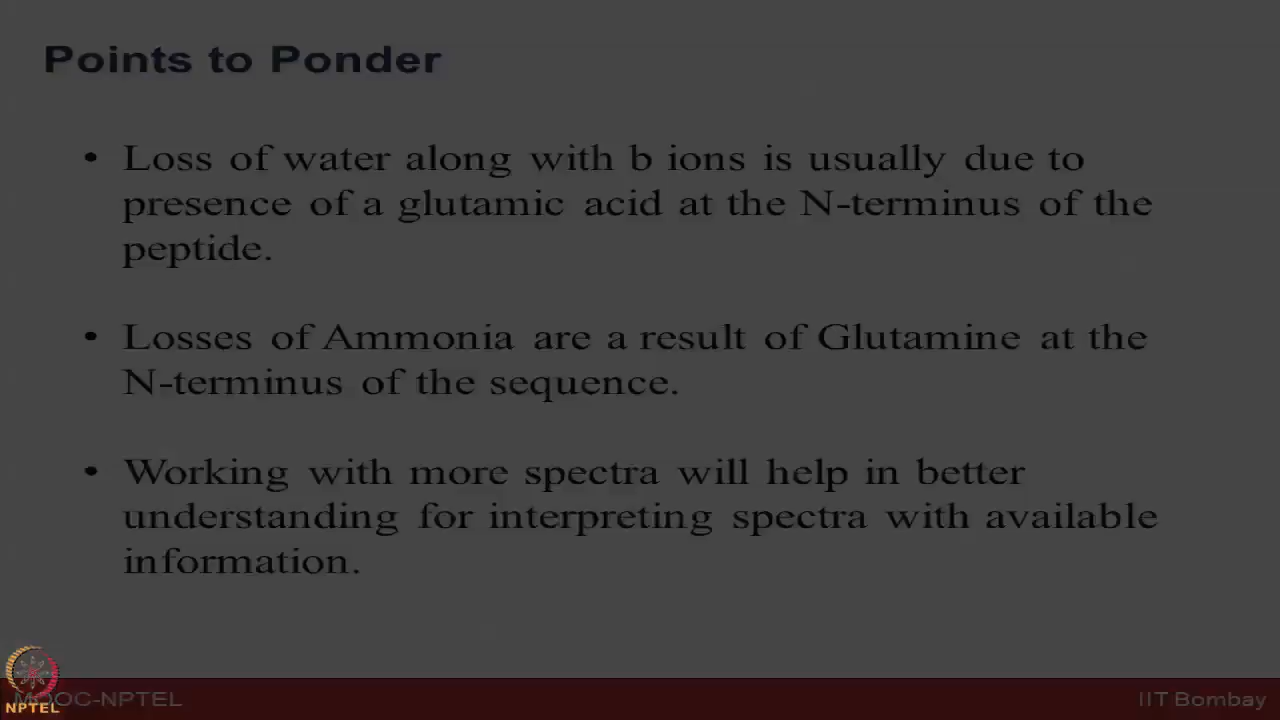 Points to Ponder
• Loss of water along with b ions is usually due to
presence of a glutamic acid at the N-terminus of the
peptide.
• Losses of Ammonia are a result of Glutamine at the
N-terminus of the sequence.
• Working with more spectra will help in better
understanding for interpreting spectra with available
information.
MOOC-NPTEL
NPTEL
IIT Bombay